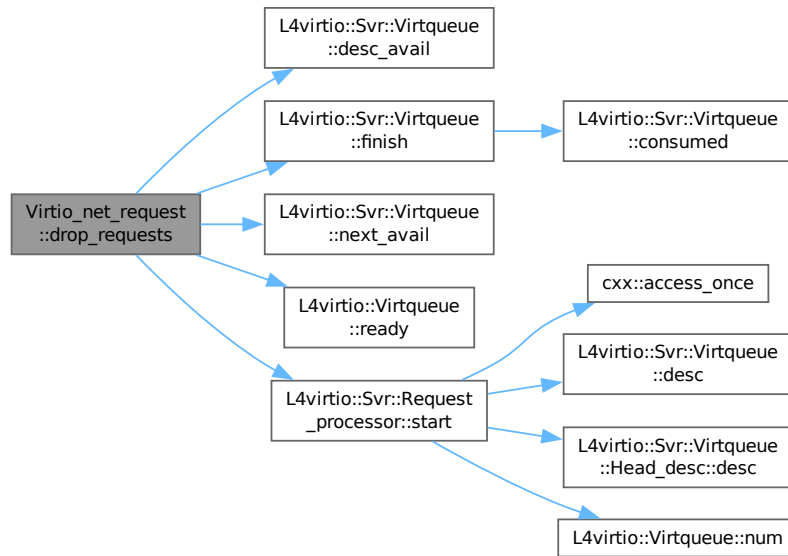 L4virtio::Svr::Virtqueue
::desc_avail
L4virtio::Svr::Virtqueue
::finish
L4virtio::Svr::Virtqueue
::consumed
Virtio_net_request
::drop_requests
L4virtio::Svr::Virtqueue
::next_avail
L4virtio::Virtqueue
::ready
cxx::access_once
L4virtio::Svr::Virtqueue
::desc
L4virtio::Svr::Request
_processor::start
L4virtio::Svr::Virtqueue
::Head_desc::desc
L4virtio::Virtqueue::num